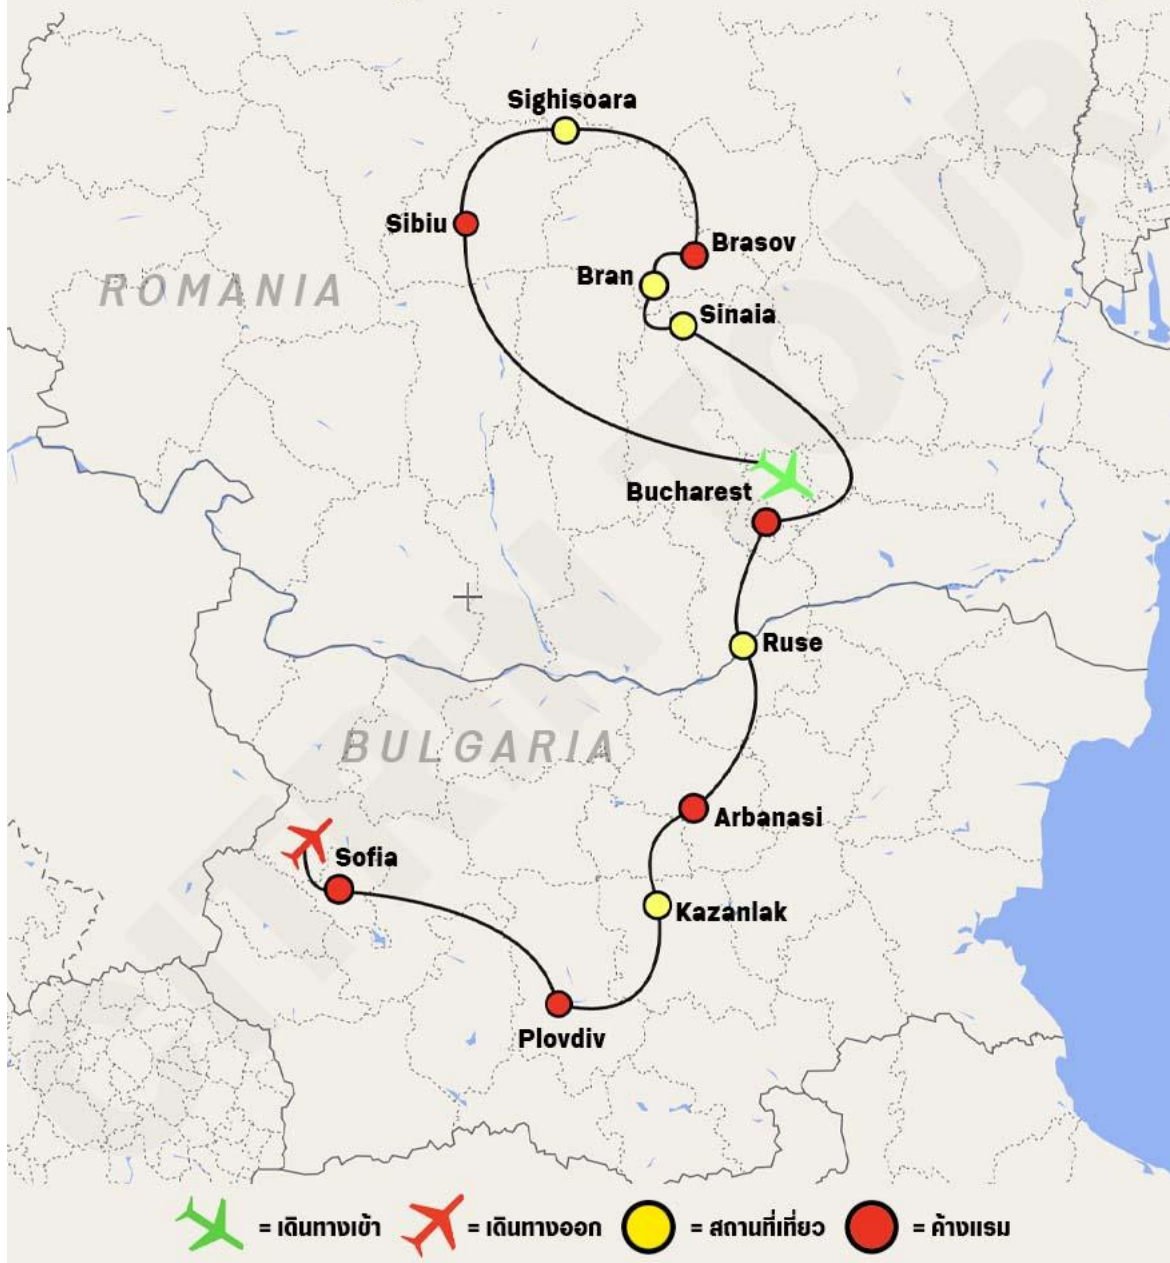 Sighisoara
Sibiu
Brasov
Bran
ROMANIA
Sinaia
Bucharest
Ruse
BULGARIA
Arbanasi
Sofia
Kazanlak
Plovdiv
= เดินทางเข้า = เดินทางออก = สถานที่เที่ยว = ค้างแรม